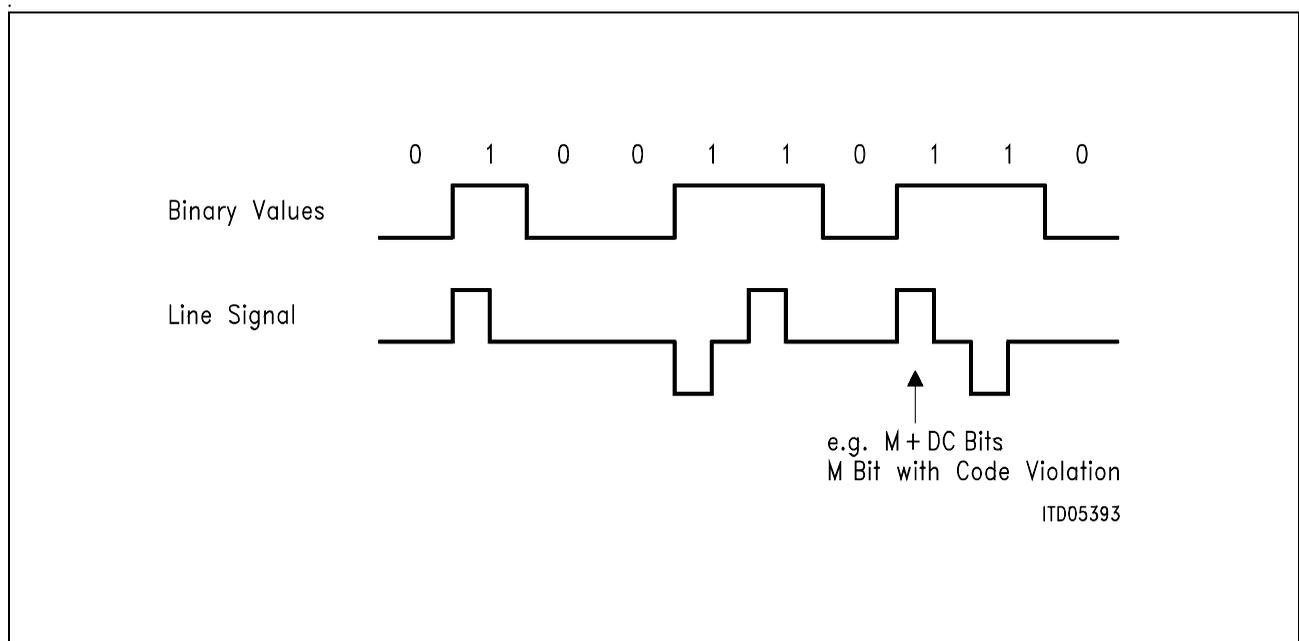 0 1 0 0 1 1 0 1 1 0
Binary Values
Line Signal
e.g. M + DC Bits
M Bit with Code Violation
ITD05393